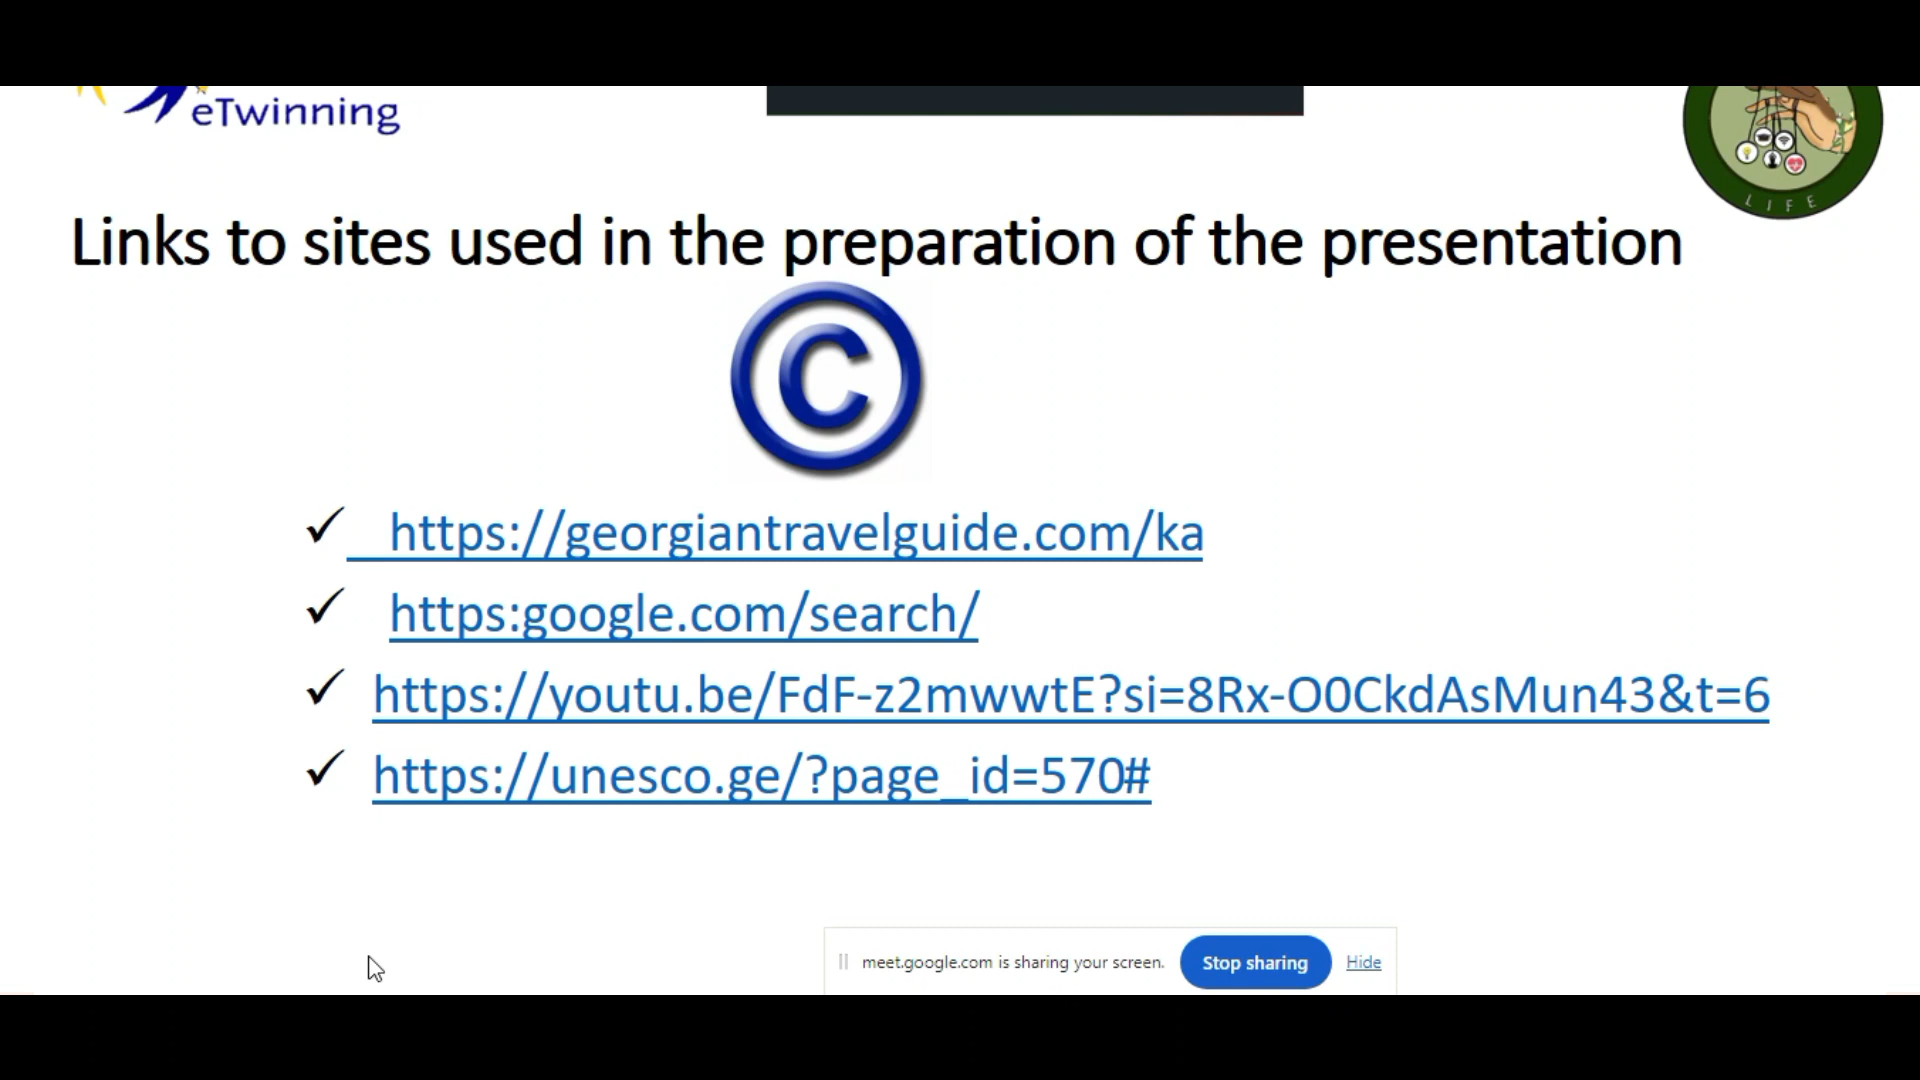 eTwinning
LIFE
Links to sites used in the preparation of the presentation
©
✓ https://georgiantravelguide.com/ka
✓ https:google.com/search/
✓ https://youtu.be/FdF-z2mwwtE?si=8Rx-O0CkdAsMun43&t=6
✓ https://unesco.ge/?page_id=570#
meet.google.com is sharing your screen. Stop sharing Hide